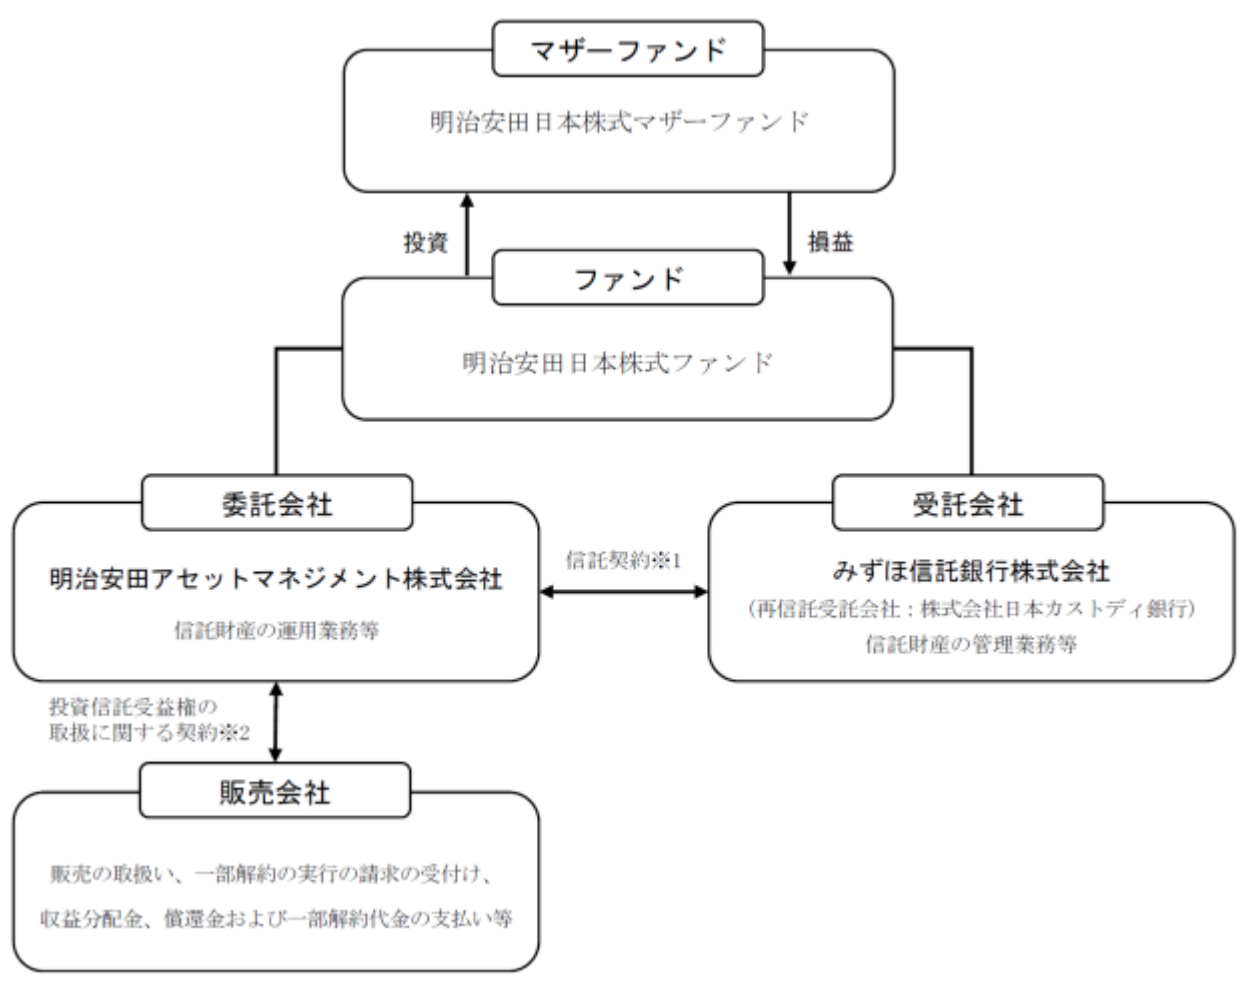 マザーファンド
明治安田日本株式マザーファンド
投資
損益
ファンド
明治安田日本株式ファンド
委託会社
明治安田アセットマネジメント株式会社
信託財産の運用業務等
信託契約※1
受託会社
みずほ信託銀行株式会社
(再信託受託会社:株式会社日本カストディ銀行)
信託財産の管理業務等
投資信託受益権の
取扱に関する契約※2
販売会社
販売の取扱い、一部解約の実行の請求の受付け、
収益分配金、償還金および一部解約代金の支払い等